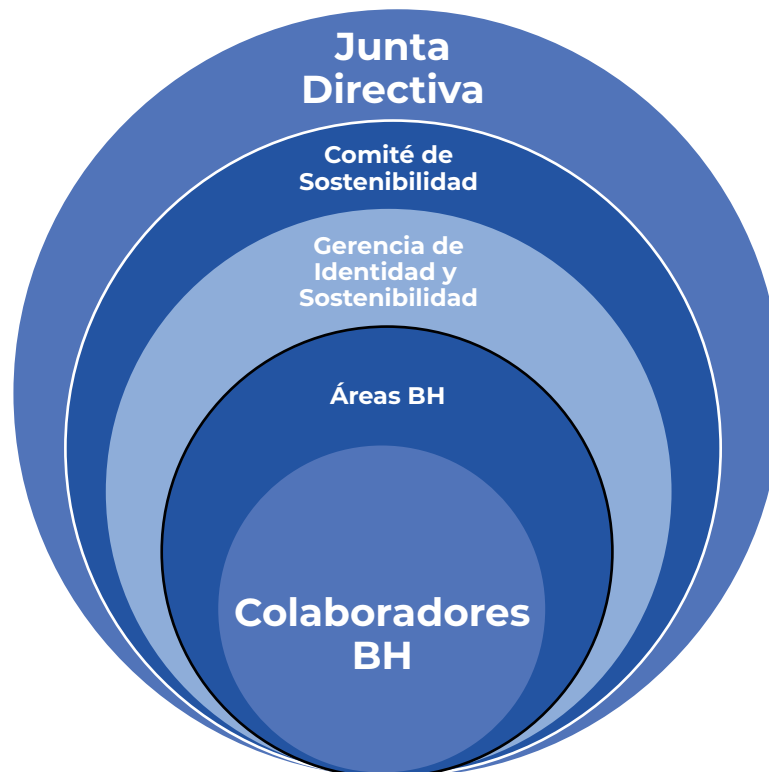 Junta
Directiva
Comité de
Sostenibilidad
Gerencia de
Identidad y
Sostenibilidad
Áreas BH
Colaboradores
BH